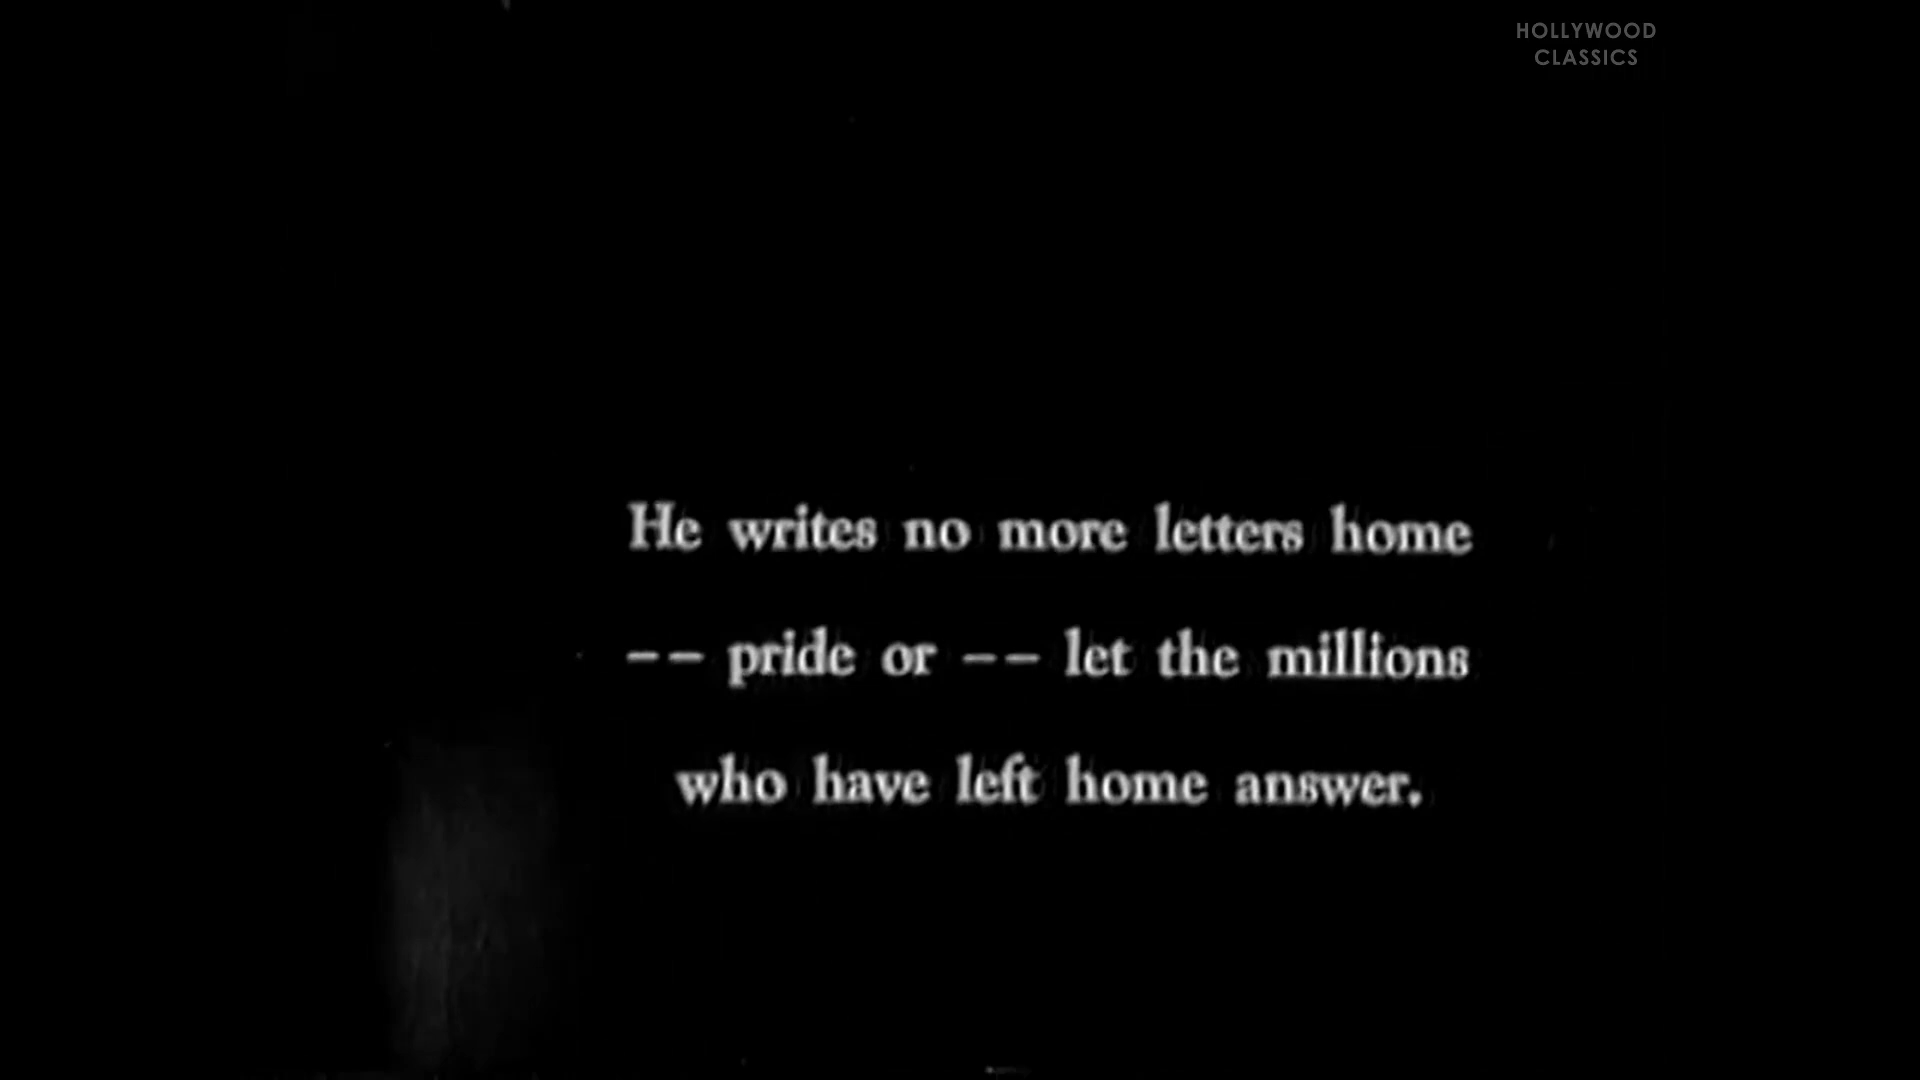 HOLLYWOOD
CLASSICS
He writes no more letters home
-- pride or -- let the millions
who have left home answer.